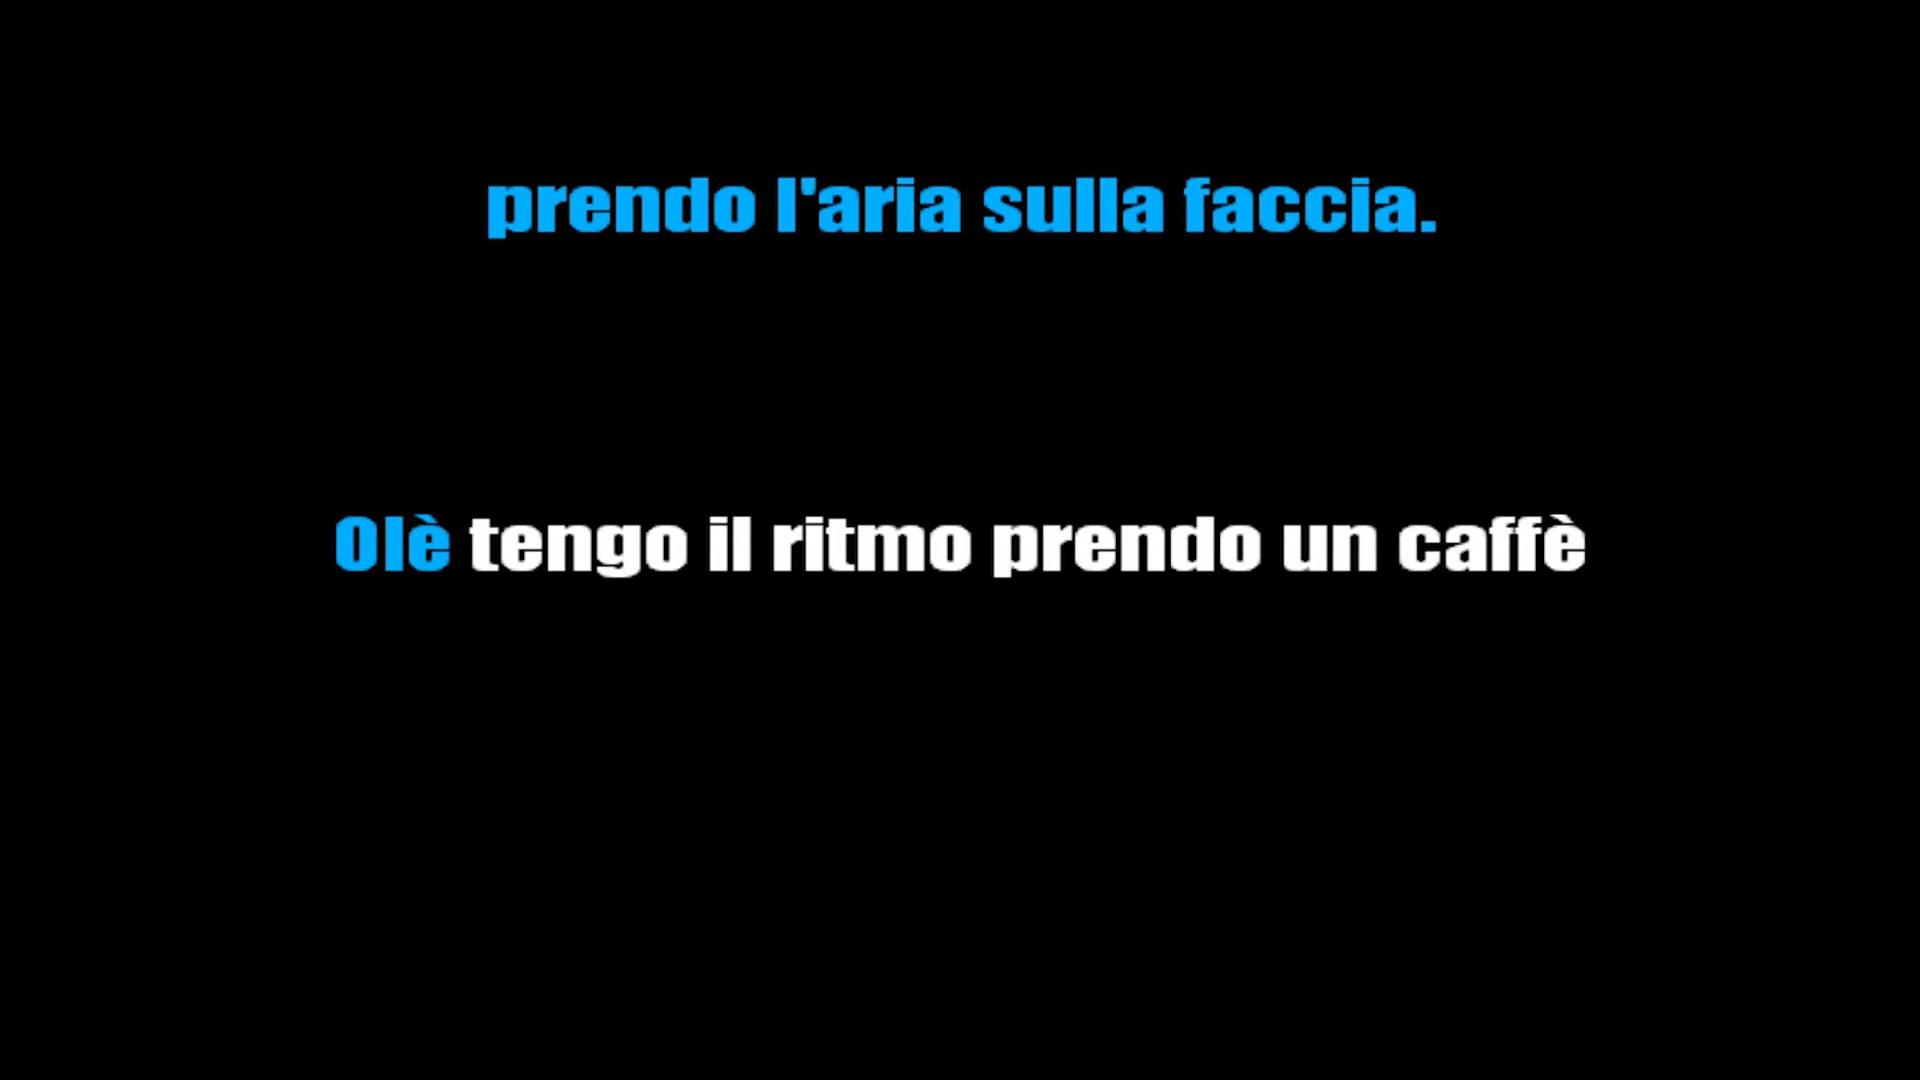 prendo l'aria sulla faccia.
Olè tengo il ritmo prendo un caffè